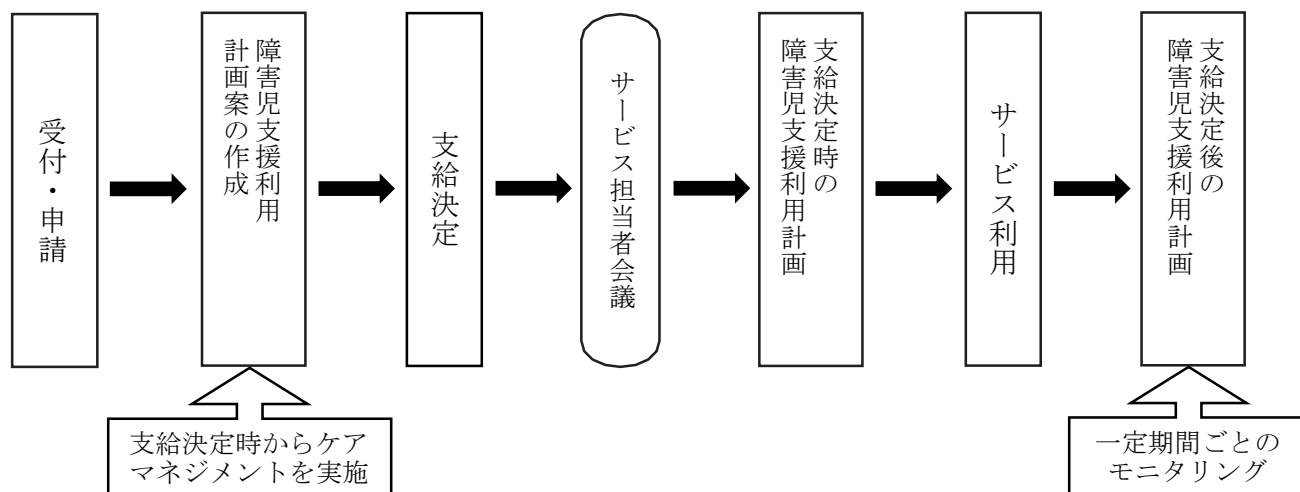 受付・申請
障害児支援利用
計画案の作成
支給決定
サービス担当者会議
支給決定時の
障害児支援利用計画
サービス利用
支給決定後の
障害児支援利用計画
支給決定時からケア
マネジメントを実施
一定期間ごとの
モニタリング